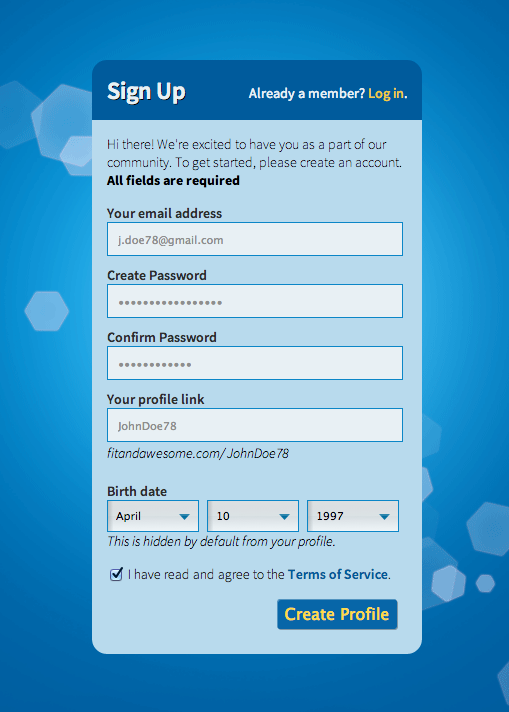 Sign Up
Already a member? Log in.
Hi there! We're excited to have you as a part of our
community. To get started, please create an account.
All fields are required
Your email address
j.doe78@gmail.com
Create Password
•••••••••••••••••
Confirm Password
••••••••••••
Your profile link
JohnDoe78
fitandawesome.com/JohnDoe78
Birth date
April 10 1997
This is hidden by default from your profile.
I have read and agree to the Terms of Service.
Create Profile